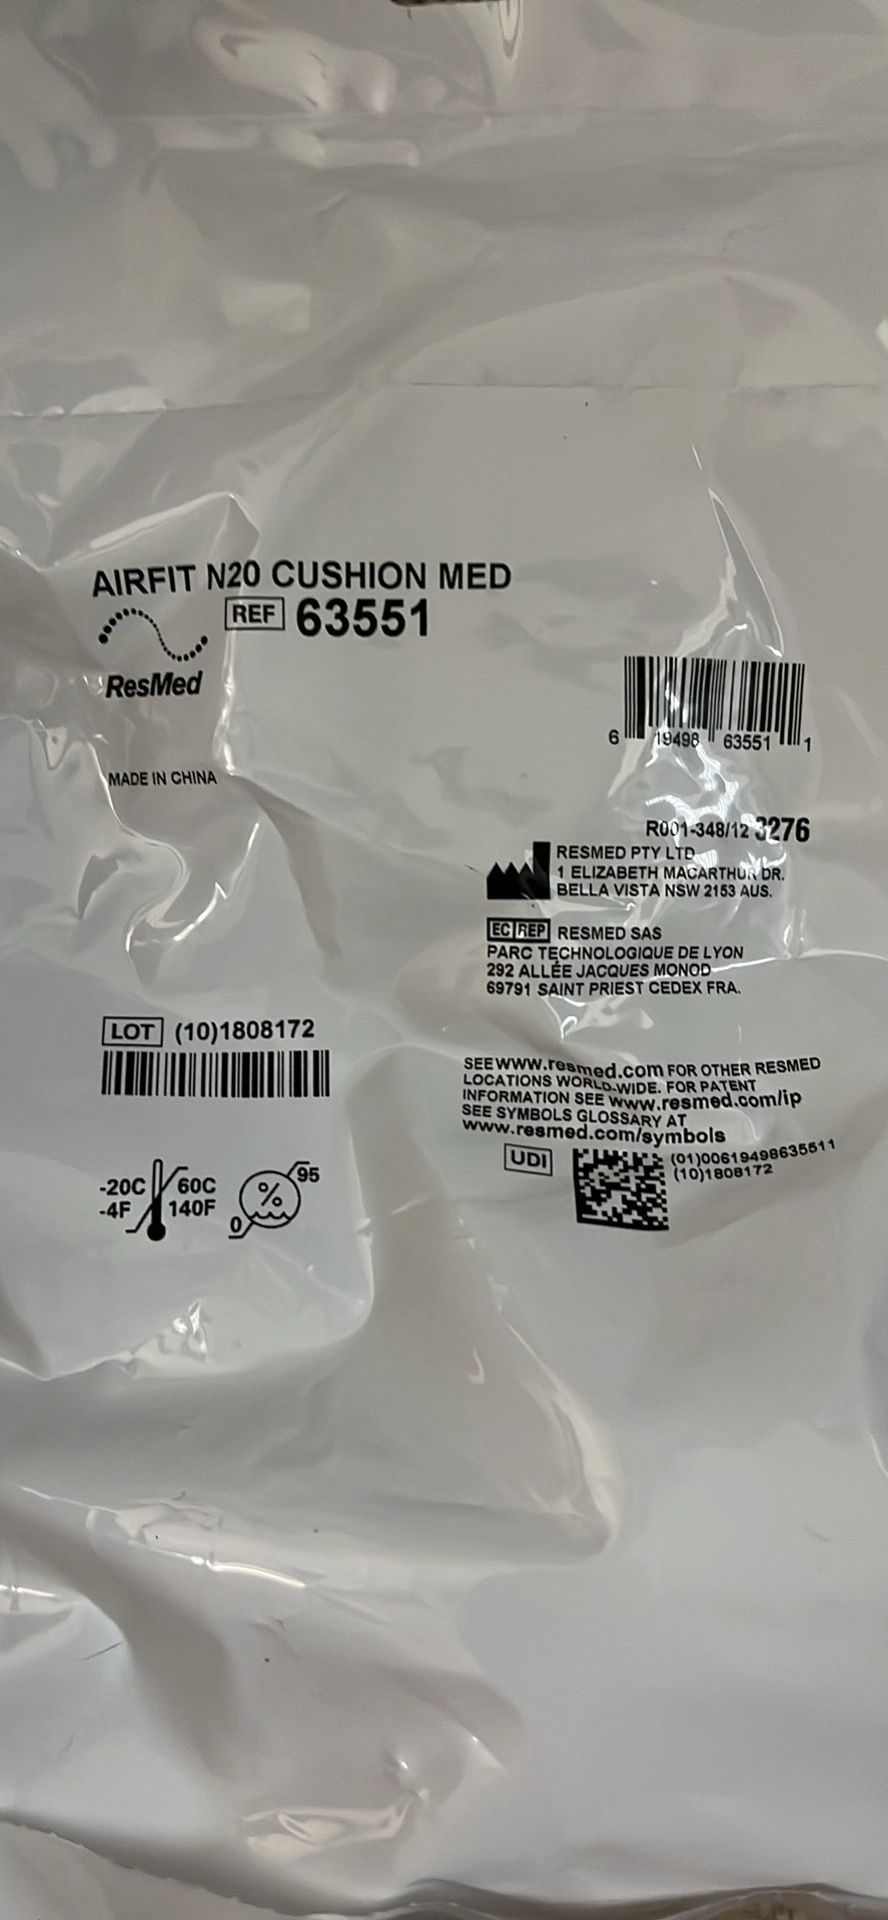 AIRFIT N20 CUSHION MED
REF 63551
ResMed
6 19498 63551 1
MADE IN CHINA
R001-348/12 3276
RESMED PTY LTD
1 ELIZABETH MACARTHUR DR.
BELLA VISTA NSW 2153 AUS.
EC REP RESMED SAS
PARC TECHNOLOGIQUE DE LYON
292 ALLÉE JACQUES MONOD
69791 SAINT PRIEST CEDEX FRA.
LOT (10)1808172
SEE www.resmed.com FOR OTHER RESMED
LOCATIONS WORLD-WIDE. FOR PATENT
INFORMATION SEE www.resmed.com/ip
SEE SYMBOLS GLOSSARY AT
www.resmed.com/symbols
UDI (01)00619498635511
(10)1808172
-20C 60C
-4F 140F
% 95
0